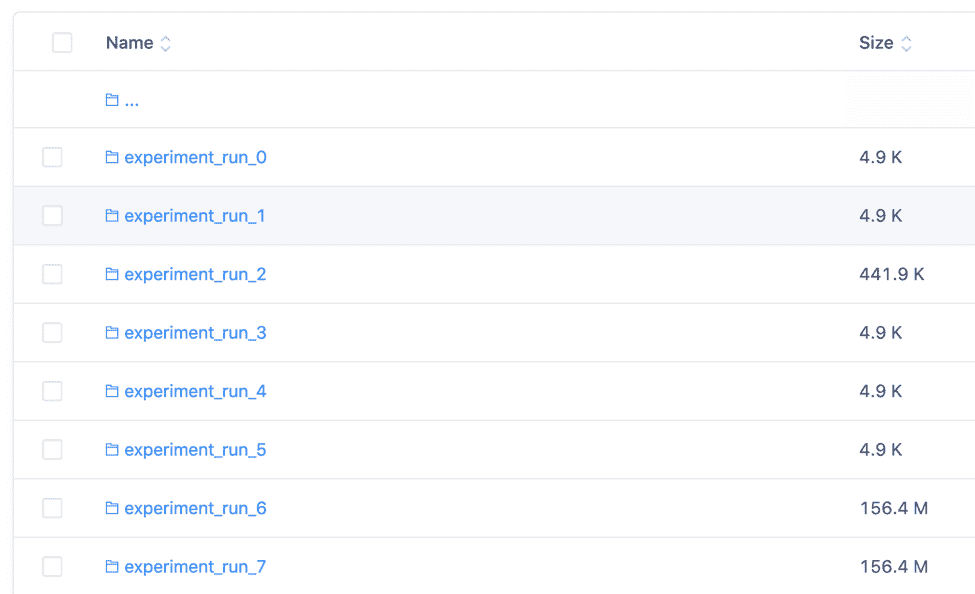 Name Size
...
experiment_run_0 4.9 K
experiment_run_1 4.9 K
experiment_run_2 441.9 K
experiment_run_3 4.9 K
experiment_run_4 4.9 K
experiment_run_5 4.9 K
experiment_run_6 156.4 M
experiment_run_7 156.4 M